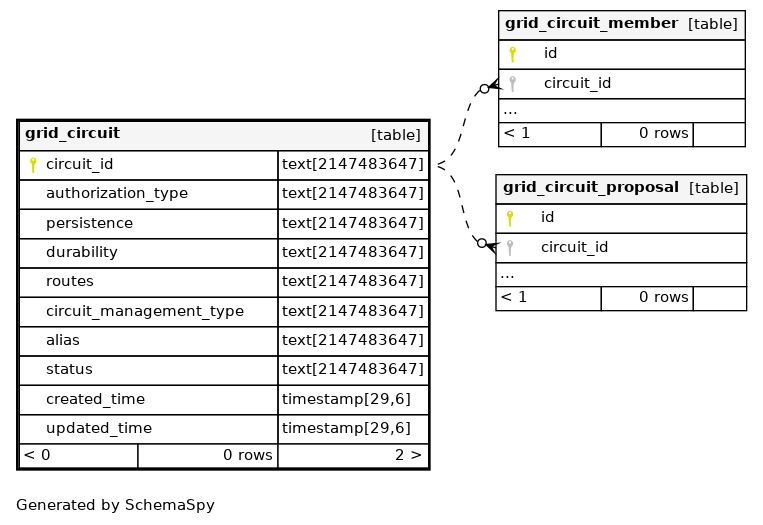 grid_circuit [table]
circuit_id text[2147483647]
authorization_type text[2147483647]
persistence text[2147483647]
durability text[2147483647]
routes text[2147483647]
circuit_management_type text[2147483647]
alias text[2147483647]
status text[2147483647]
created_time timestamp[29,6]
updated_time timestamp[29,6]
< 0 0 rows 2 >
grid_circuit_member [table]
id
circuit_id
...
< 1 0 rows
grid_circuit_proposal [table]
id
circuit_id
...
< 1 0 rows
Generated by SchemaSpy